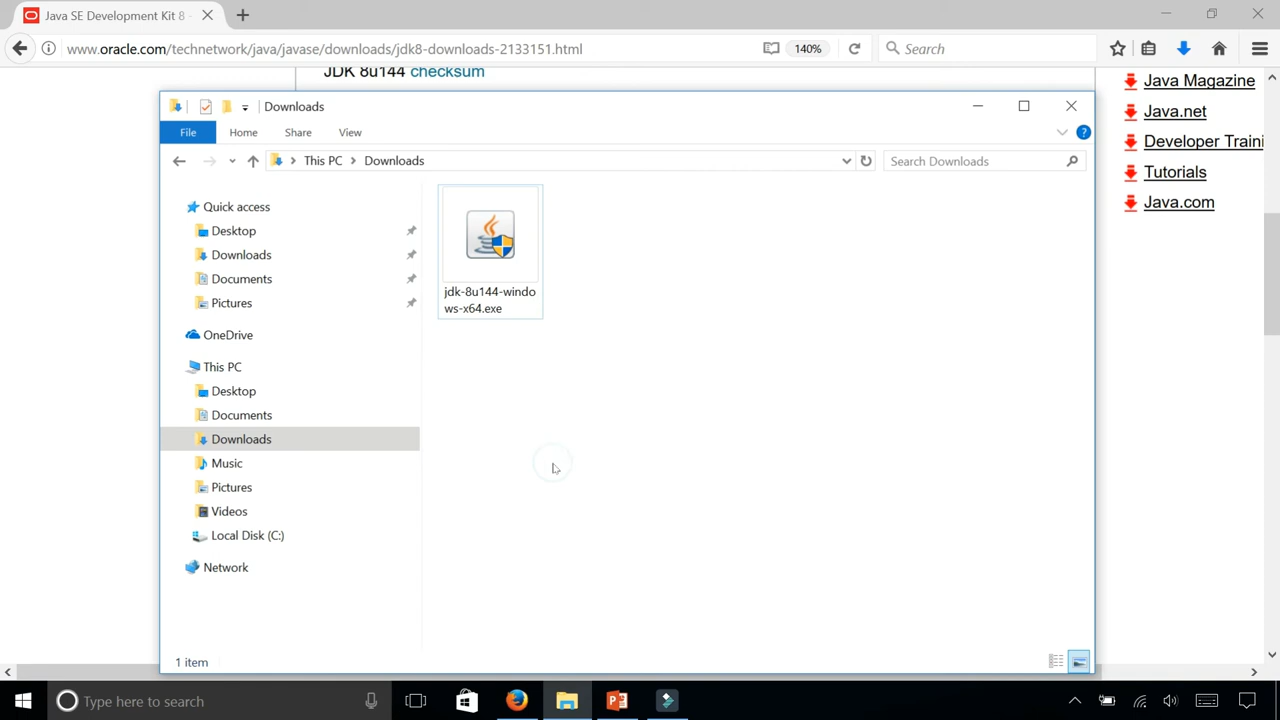 Java SE Development Kit 8 -
www.oracle.com/technetwork/java/javase/downloads/jdk8-downloads-2133151.html
140%
Search
JDK 8u144 checksum
Java Magazine
Java.net
Developer Traini
Tutorials
Java.com
Downloads
File
Home
Share
View
This PC
Downloads
Search Downloads
Quick access
Desktop
Downloads
Documents
Pictures
OneDrive
This PC
Desktop
Documents
Downloads
Music
Pictures
Videos
Local Disk (C:)
Network
jdk-8u144-windo
ws-x64.exe
1 item
Type here to search